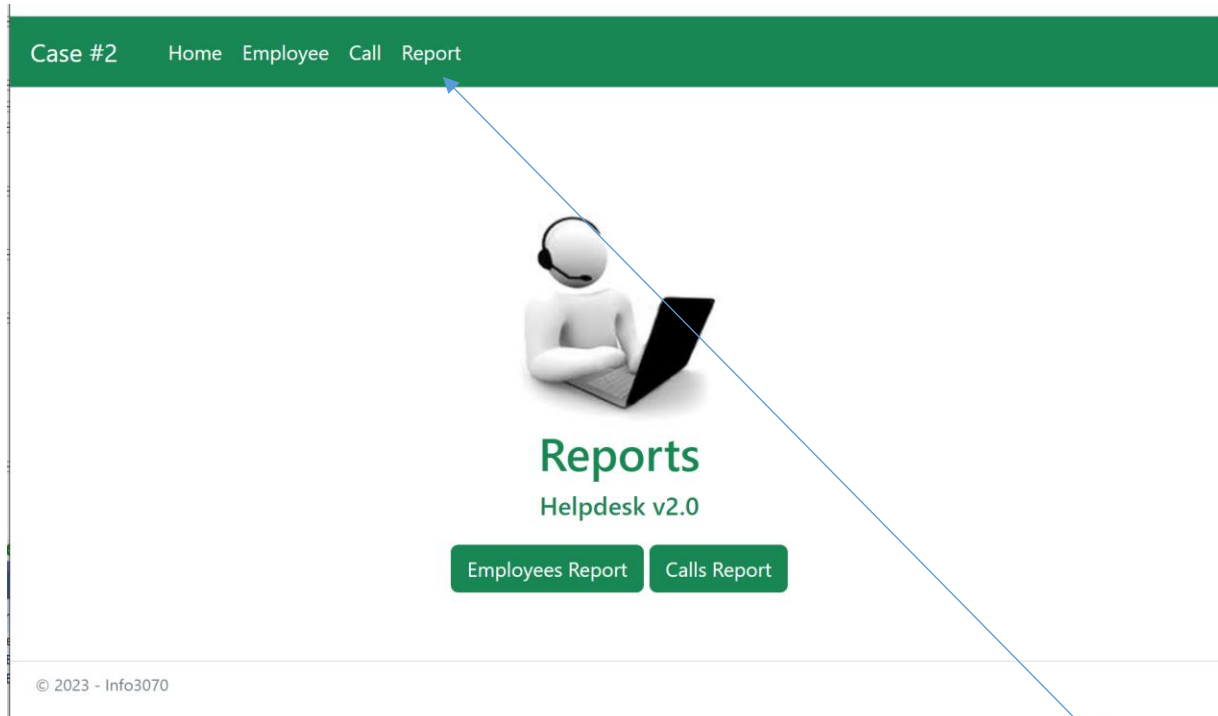 Case #2 Home Employee Call Report
Reports
Helpdesk v2.0
Employees Report Calls Report
© 2023 - Info3070